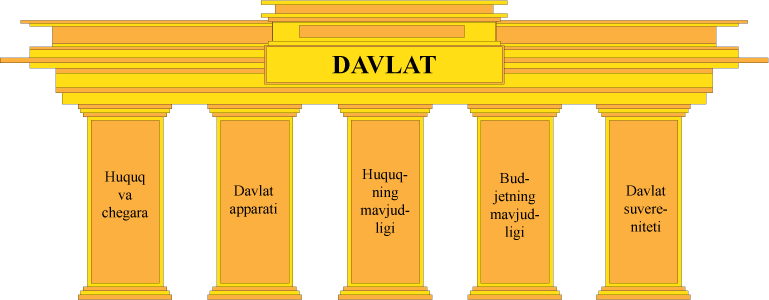 DAVLAT
Huquq
va
chegara
Davlat
apparati
Huquq-
ning
mavjud-
ligi
Bud-
jetning
mavjud-
ligi
Davlat
suvere-
niteti